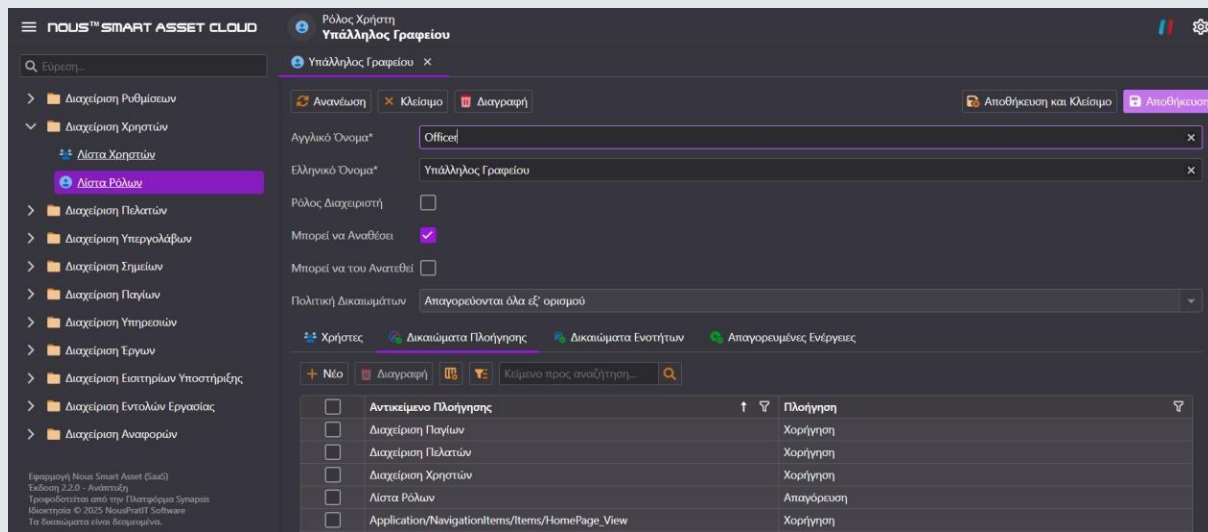 NOUS™ SMART ASSET CLOUD
Ρόλος Χρήστη
Υπάλληλος Γραφείου
Εύρεση...
Διαχείριση Ρυθμίσεων
Διαχείριση Χρηστών
Λίστα Χρηστών
Λίστα Ρόλων
Διαχείριση Πελατών
Διαχείριση Υπεργολάβων
Διαχείριση Σημείων
Διαχείριση Παγίων
Διαχείριση Υπηρεσιών
Διαχείριση Έργων
Διαχείριση Εισιτηρίων Υποστήριξης
Διαχείριση Εντολών Εργασίας
Διαχείριση Αναφορών
Εφαρμογή Nous Smart Asset (SaaS)
Έκδοση 2.2.0 - Ανάπτυξη
Τροφοδοτείται από την Πλατφόρμα Synapsis
Ιδιοκτησία © 2025 NousPratIT Software
Τα δικαιώματα είναι δεσμευμένα.
Υπάλληλος Γραφείου
Ανανέωση Κλείσιμο Διαγραφή Αποθήκευση και Κλείσιμο Αποθήκευση
Αγγλικό Όνομα* Officer
Ελληνικό Όνομα* Υπάλληλος Γραφείου
Ρόλος Διαχειριστή
Μπορεί να Αναθέσει
Μπορεί να του Ανατεθεί
Πολιτική Δικαιωμάτων Απαγορεύονται όλα εξ' ορισμού
Χρήστες Δικαιώματα Πλοήγησης Δικαιώματα Ενοτήτων Απαγορευμένες Ενέργειες
Νέο Διαγραφή Κείμενο προς αναζήτηση...
Αντικείμενο Πλοήγησης Πλοήγηση
Διαχείριση Παγίων Χορήγηση
Διαχείριση Πελατών Χορήγηση
Διαχείριση Χρηστών Χορήγηση
Λίστα Ρόλων Απαγόρευση
Application/NavigationItems/Items/HomePage_View Χορήγηση